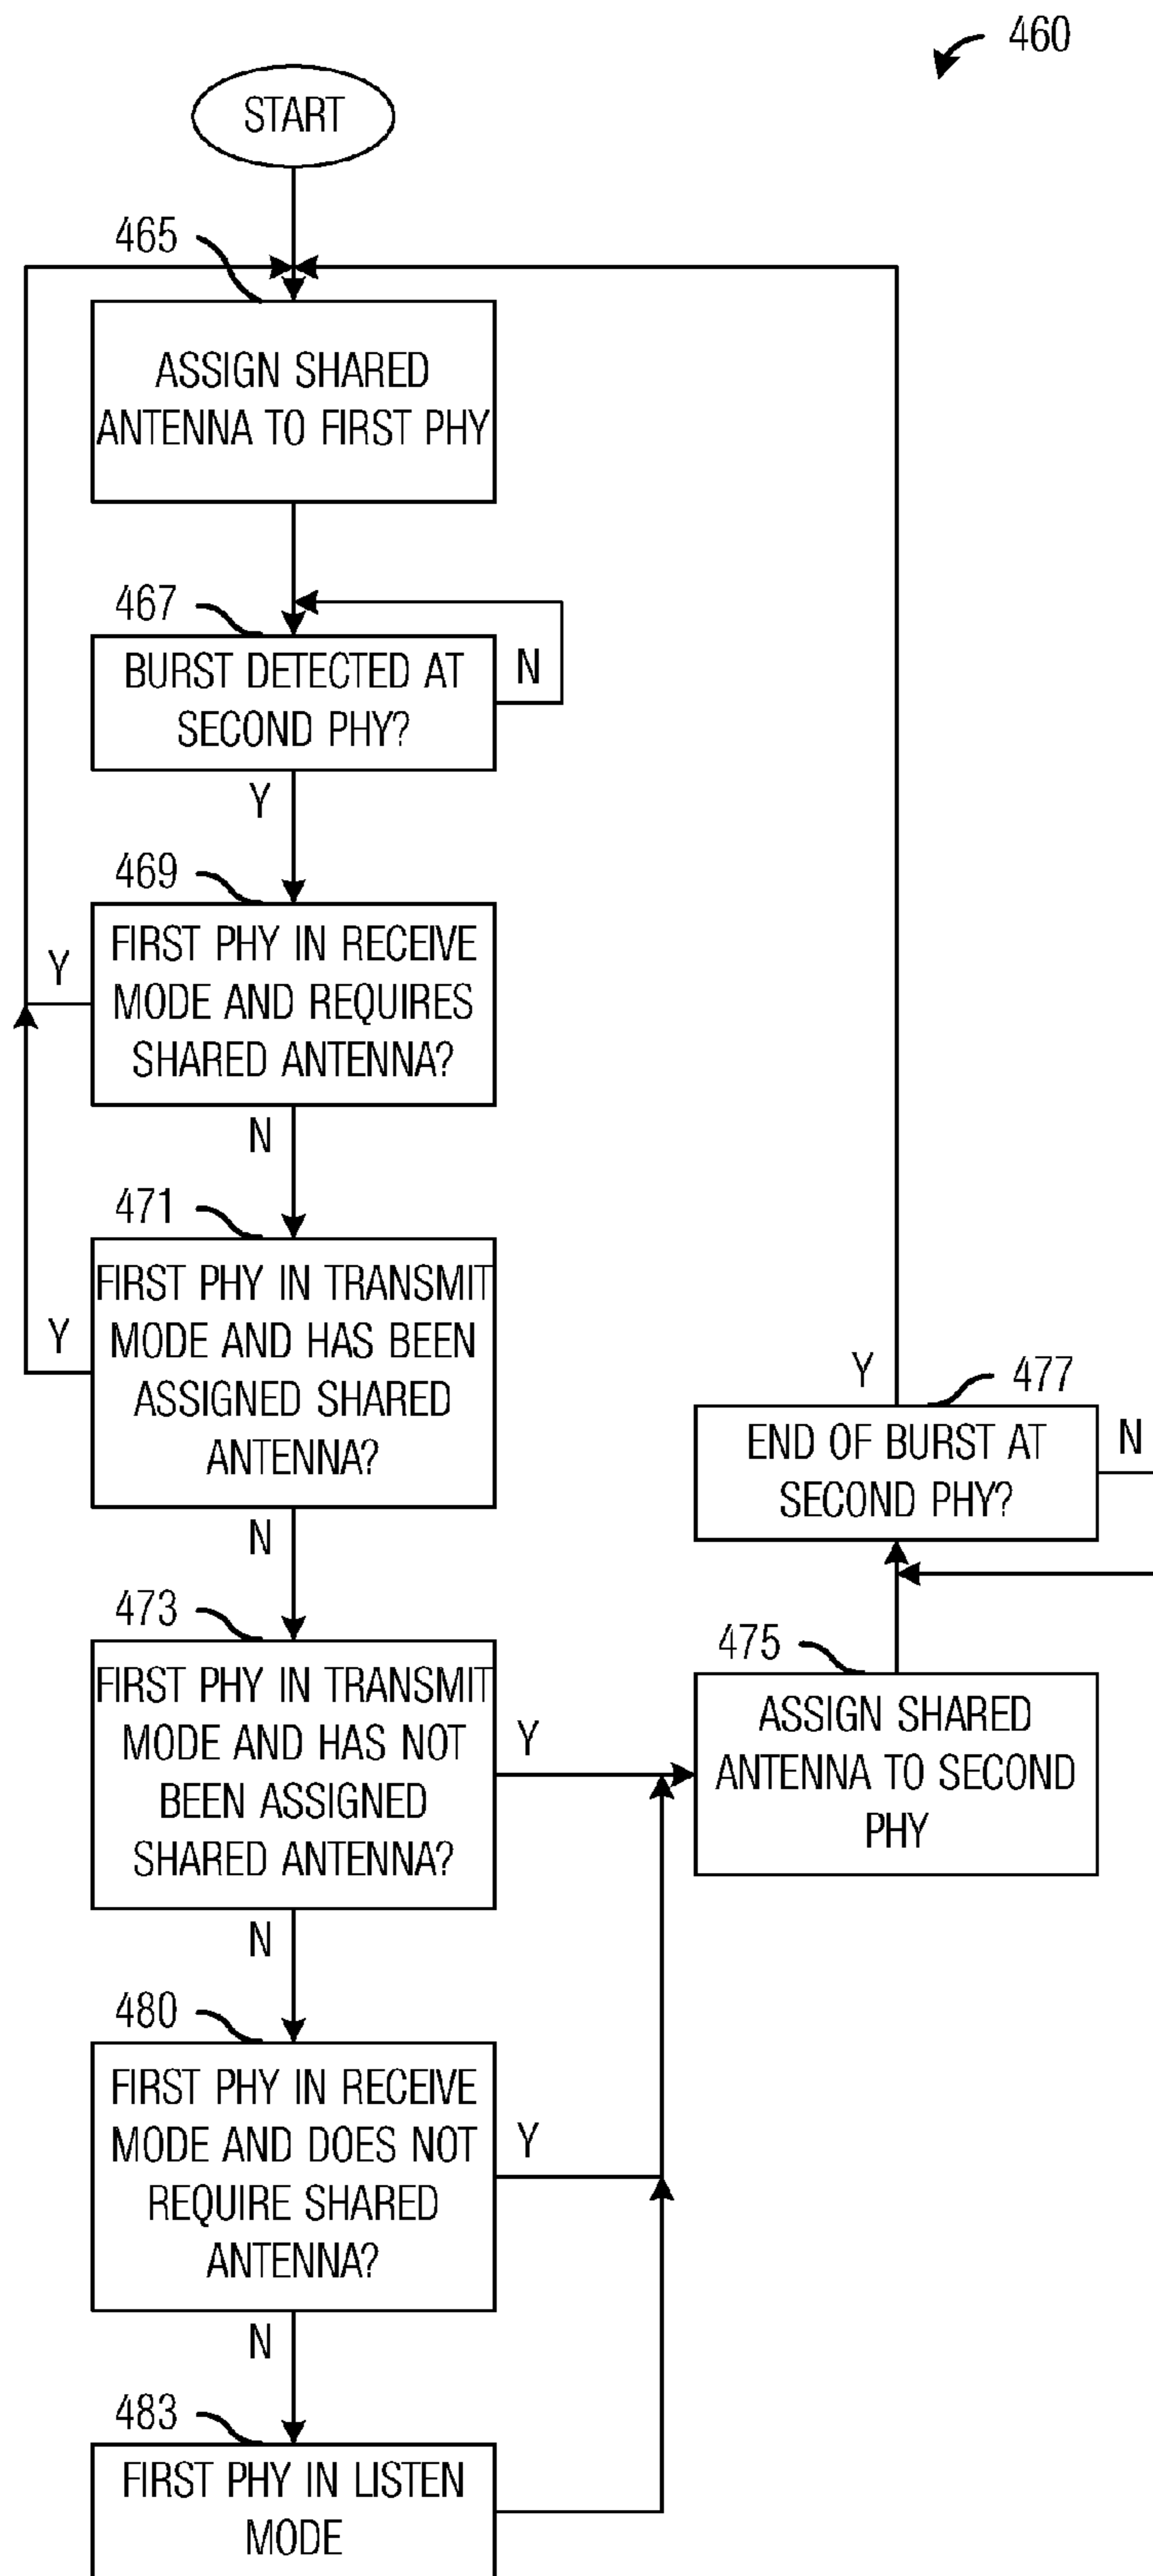 460
START
465
ASSIGN SHARED
ANTENNA TO FIRST PHY
467
BURST DETECTED AT
SECOND PHY?
N
Y
469
FIRST PHY IN RECEIVE
MODE AND REQUIRES
SHARED ANTENNA?
Y
N
471
FIRST PHY IN TRANSMIT
MODE AND HAS BEEN
ASSIGNED SHARED
ANTENNA?
Y
N
473
FIRST PHY IN TRANSMIT
MODE AND HAS NOT
BEEN ASSIGNED
SHARED ANTENNA?
Y
N
480
FIRST PHY IN RECEIVE
MODE AND DOES NOT
REQUIRE SHARED
ANTENNA?
Y
N
483
FIRST PHY IN LISTEN
MODE
475
ASSIGN SHARED
ANTENNA TO SECOND
PHY
477
END OF BURST AT
SECOND PHY?
Y
N